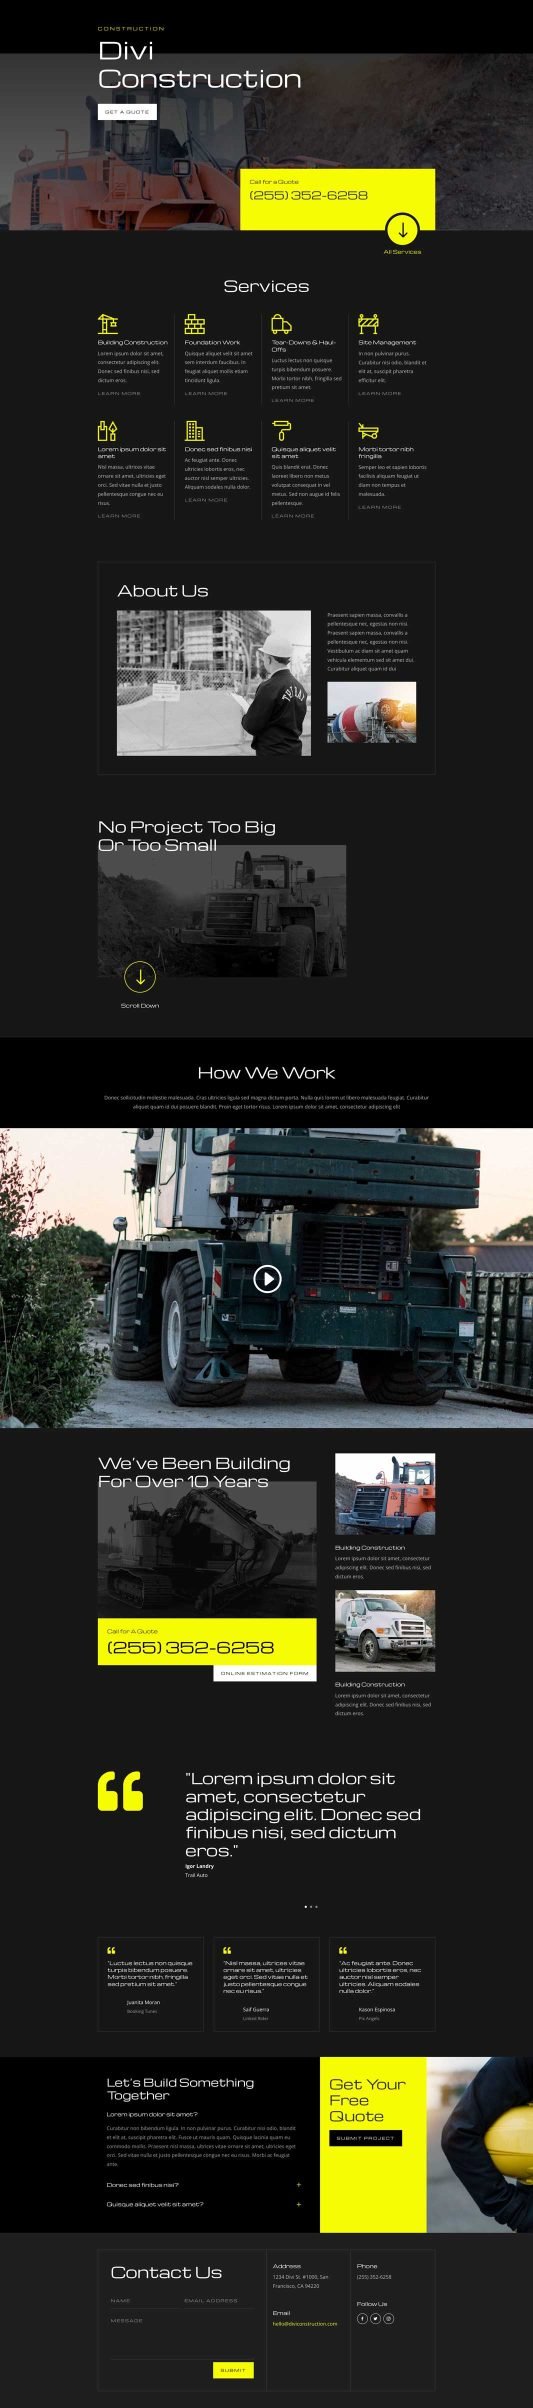 CONSTRUCTION
Divi
Construction
GET A QUOTE
Call for a Quote
(255) 352-6258
All Services
Services
Building Construction
Lorem ipsum dolor sit amet,
consectetur adipiscing elit.
Donec sed finibus nisi, sed
dictum eros.
LEARN MORE
Foundation Work
Quisque aliquet velit sit amet
sem interdum faucibus. In
feugiat aliquet mollis etiam
tincidunt ligula.
LEARN MORE
Tear-Downs & Haul-
Offs
Luctus lectus non quisque
turpis bibendum posuere.
Morbi tortor nibh, fringilla sed
pretium sit amet.
LEARN MORE
Site Management
In non pulvinar purus.
Curabitur nisi odio, blandit et
elit at, suscipit pharetra
efficitur elit.
LEARN MORE
Lorem ipsum dolor sit
amet
Nisl massa, ultrices vitae
ornare sit amet, ultricies eget
orci. Sed vitae nulla et justo
pellentesque congue nec eu
risus.
LEARN MORE
Donec sed finibus nisi
Ac feugiat ante. Donec
ultricies lobortis eros, nec
auctor nisl semper ultricies.
Aliquam sodales nulla dolor.
LEARN MORE
Quisque aliquet velit
sit amet
Quis blandit erat. Donec
laoreet libero non metus
volutpat consequat in vel
metus. Sed non augue id felis
pellentesque.
LEARN MORE
Morbi tortor nibh
fringilla
Semper leo et sapien lobortis
facilisis aliquam feugiat ut
diam non tempus et
malesuada.
LEARN MORE
About Us
Praesent sapien massa, convallis a
pellentesque nec, egestas non nisi.
Praesent sapien massa, convallis a
pellentesque nec, egestas non nisi.
Vestibulum ac diam sit amet quam
vehicula elementum sed sit amet dui.
Curabitur aliquet quam id dui
No Project Too Big
Or Too Small
Scroll Down
How We Work
Donec sollicitudin molestie malesuada. Cras ultricies ligula sed magna dictum porta. Nulla quis lorem ut libero malesuada feugiat. Curabitur
aliquet quam id dui posuere blandit. Proin eget tortor risus. Lorem ipsum dolor sit amet, consectetur adipiscing elit
We've Been Building
For Over 10 Years
Call for A Quote
(255) 352-6258
ONLINE ESTIMATION FORM
Building Construction
Lorem ipsum dolor sit amet, consectetur
adipiscing elit. Donec sed finibus nisi, sed
dictum eros.
Building Construction
Lorem ipsum dolor sit amet, consectetur
adipiscing elit. Donec sed finibus nisi, sed
dictum eros.
"Lorem ipsum dolor sit
amet, consectetur
adipiscing elit. Donec sed
finibus nisi, sed dictum
eros."
Igor Landry
Trail Auto
"Luctus lectus non quisque
turpis bibendum posuere.
Morbi tortor nibh, fringilla
sed pretium sit amet."
Juanita Moran
Booking Tunes
"Nisl massa, ultrices vitae
ornare sit amet, ultricies
eget orci. Sed vitae nulla et
justo pellentesque congue
nec eu risus."
Saif Guerra
Linked Rider
"Ac feugiat ante. Donec
ultricies lobortis eros, nec
auctor nisl semper
ultricies. Aliquam sodales
nulla dolor."
Kason Espinosa
Pix Angels
Let's Build Something
Together
Lorem ipsum dolor sit amet?
Curabitur non bibendum ligula. In non pulvinar purus. Curabitur nisi odio, blandit
et elit at, suscipit pharetra elit. Fusce ut mauris quam. Quisque lacinia quam eu
commodo mollis. Praesent nisl massa, ultrices vitae ornare sit amet, ultricies eget
orci. Sed vitae nulla et justo pellentesque congue nec eu risus. Morbi ac feugiat
ante.
Donec sed finibus nisi?
Quisque aliquet velit sit amet?
Get Your
Free
Quote
SUBMIT PROJECT
Contact Us
NAME
EMAIL ADDRESS
MESSAGE
SUBMIT
Address
1234 Divi St. #1000, San
Francisco, CA 94220
Email
hello@diviconstruction.com
Phone
(255) 352-6258
Follow Us